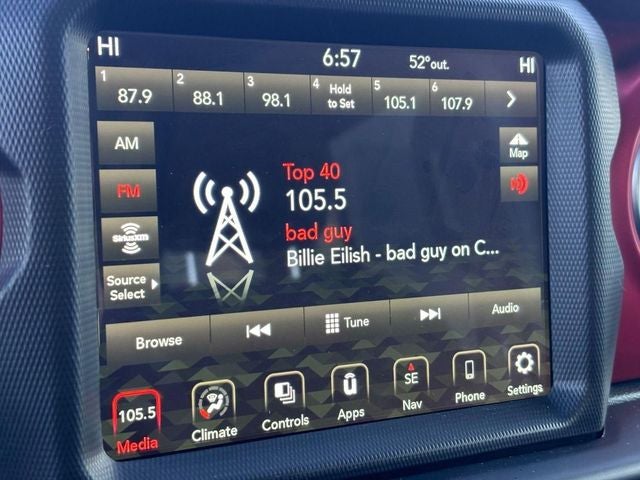 HI 6:57 52°out. HI
1 87.9 2 88.1 3 98.1 4 Hold to Set 5 105.1 6 107.9
AM
FM
SiriusXM
Source
Select
Top 40
105.5
bad guy
Billie Eilish - bad guy on C...
Map
Browse Tune Audio
105.5 SE
Media Climate Controls Apps Nav Phone Settings